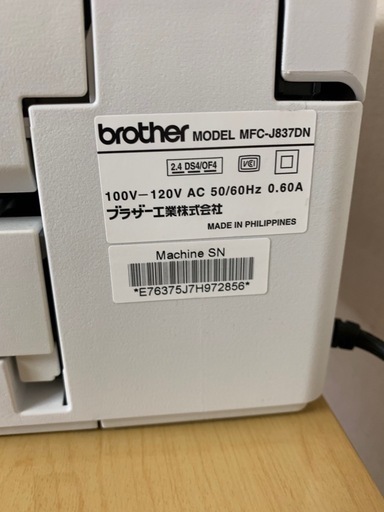 brother MODEL MFC-J837DN
2.4 DS4/OF4 VCI
100V－120V AC 50/60Hz 0.60A
ブラザー工業株式会社
MADE IN PHILIPPINES
Machine SN
*E76375J7H972856*